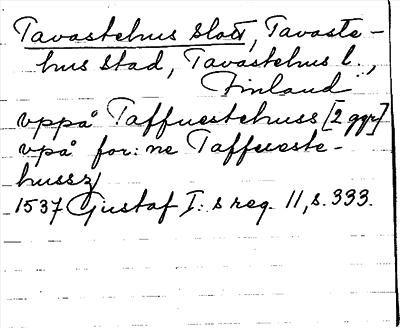 Tavastehus slott, Tavaste-
hus stad, Tavastehus l.,
Finland
vppå Taffuestehuss [2 ggr]
vpå for:ne Taffueste-
hussz
1537 Gustaf I:s reg. 11, s. 333.